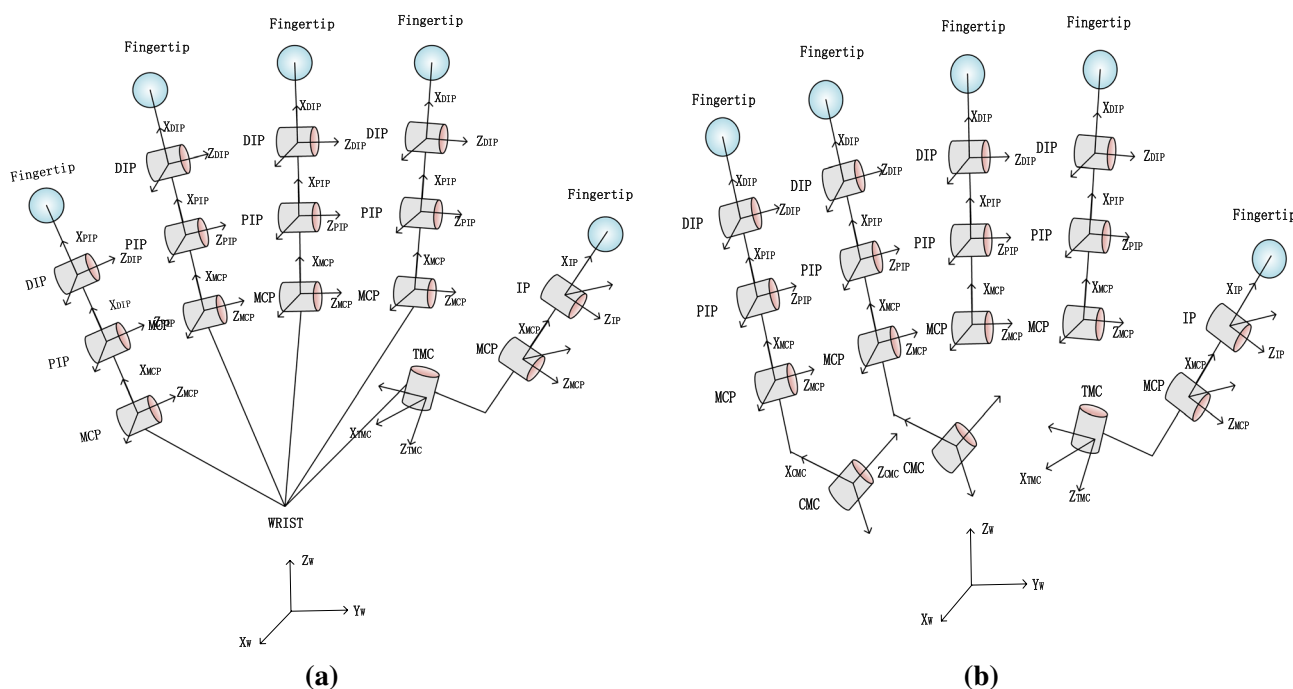 Fingertip
Fingertip
Fingertip
Fingertip
Fingertip
XDIP
ZDIP
DIP
XPIP
ZPIP
PIP
XMCP
ZMCP
MCP
XDIP
ZDIP
DIP
XPIP
ZPIP
PIP
XMCP
ZMCP
MCP
XDIP
ZDIP
DIP
XPIP
ZPIP
PIP
XMCP
ZMCP
MCP
XPIP
ZDIP
DIP
XDIP
ZPIP
PIP
XMCP
ZMCP
MCP
XIP
IP
ZIP
XMCP
MCP
ZMCP
TMC
XTMC
ZTMC
WRIST
ZW
YW
XW
(a)
Fingertip
Fingertip
Fingertip
Fingertip
Fingertip
XDIP
ZDIP
DIP
XPIP
ZPIP
PIP
XMCP
ZMCP
MCP
XCMC
ZCMC
CMC
XDIP
ZDIP
DIP
XPIP
ZPIP
PIP
XMCP
ZMCP
MCP
CMC
XDIP
ZDIP
DIP
XPIP
ZPIP
PIP
XMCP
ZMCP
MCP
XDIP
ZDIP
DIP
XPIP
ZPIP
PIP
XMCP
ZMCP
MCP
XIP
IP
ZIP
XMCP
MCP
ZMCP
TMC
XTMC
ZTMC
ZW
YW
XW
(b)